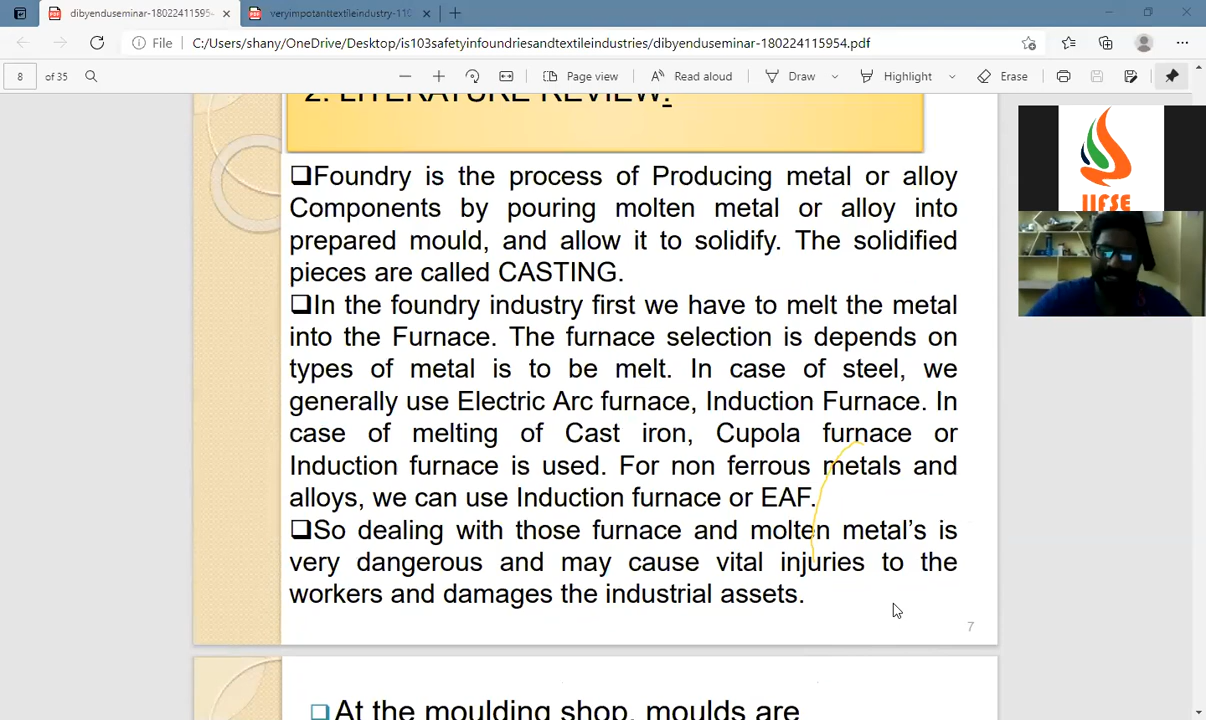 dibyenduseminar-180224115954
veryimpotanttextileindustry-119
File
C:/Users/shany/OneDrive/Desktop/is103safetyinfoundriesandtextileindustries/dibyenduseminar-180224115954.pdf
8 of 35
Page view
Read aloud
Draw
Highlight
Erase
2. LITERATURE REVIEW:
❑Foundry is the process of Producing metal or alloy
Components by pouring molten metal or alloy into
prepared mould, and allow it to solidify. The solidified
pieces are called CASTING.
❑In the foundry industry first we have to melt the metal
into the Furnace. The furnace selection is depends on
types of metal is to be melt. In case of steel, we
generally use Electric Arc furnace, Induction Furnace. In
case of melting of Cast iron, Cupola furnace or
Induction furnace is used. For non ferrous metals and
alloys, we can use Induction furnace or EAF.
❑So dealing with those furnace and molten metal's is
very dangerous and may cause vital injuries to the
workers and damages the industrial assets.
7
❑At the moulding shop, moulds are
IIFSE